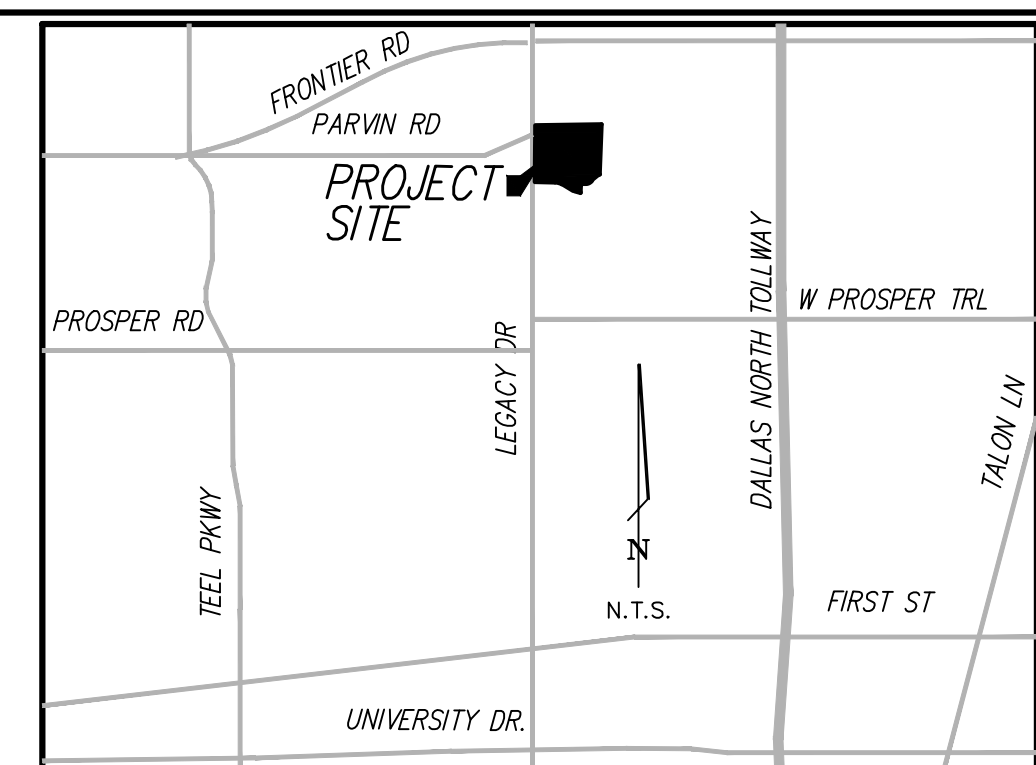 FRONTIER RD
PARVIN RD
PROJECT
SITE
DALLAS NORTH TOLLWAY
W PROSPER TRL
PROSPER RD
LEGACY DR
TALON LN
TEEL PKWY
N
N.T.S.
FIRST ST
UNIVERSITY DR.